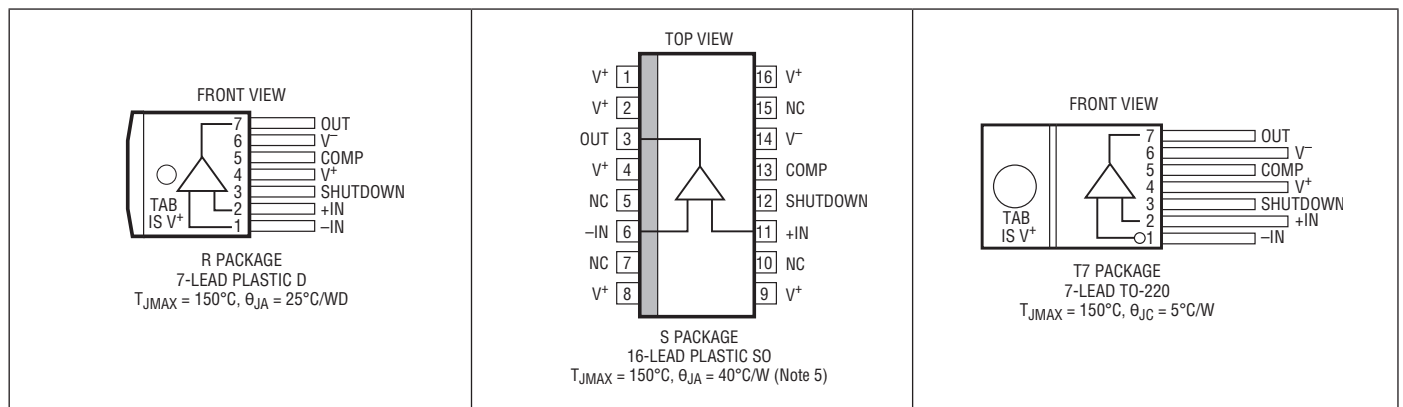 FRONT VIEW
7 OUT
6 V⁻
5 COMP
4 V⁺
3 SHUTDOWN
2 +IN
1 –IN
TAB
IS V⁺
R PACKAGE
7-LEAD PLASTIC D
TJMAX = 150°C, θJA = 25°C/WD
TOP VIEW
V⁺ 1 16 V⁺
V⁺ 2 15 NC
OUT 3 14 V⁻
V⁺ 4 13 COMP
NC 5 12 SHUTDOWN
–IN 6 11 +IN
NC 7 10 NC
V⁺ 8 9 V⁺
S PACKAGE
16-LEAD PLASTIC SO
TJMAX = 150°C, θJA = 40°C/W (Note 5)
FRONT VIEW
7 OUT
6 V⁻
5 COMP
4 V⁺
3 SHUTDOWN
2 +IN
1 –IN
TAB
IS V⁺
T7 PACKAGE
7-LEAD TO-220
TJMAX = 150°C, θJC = 5°C/W